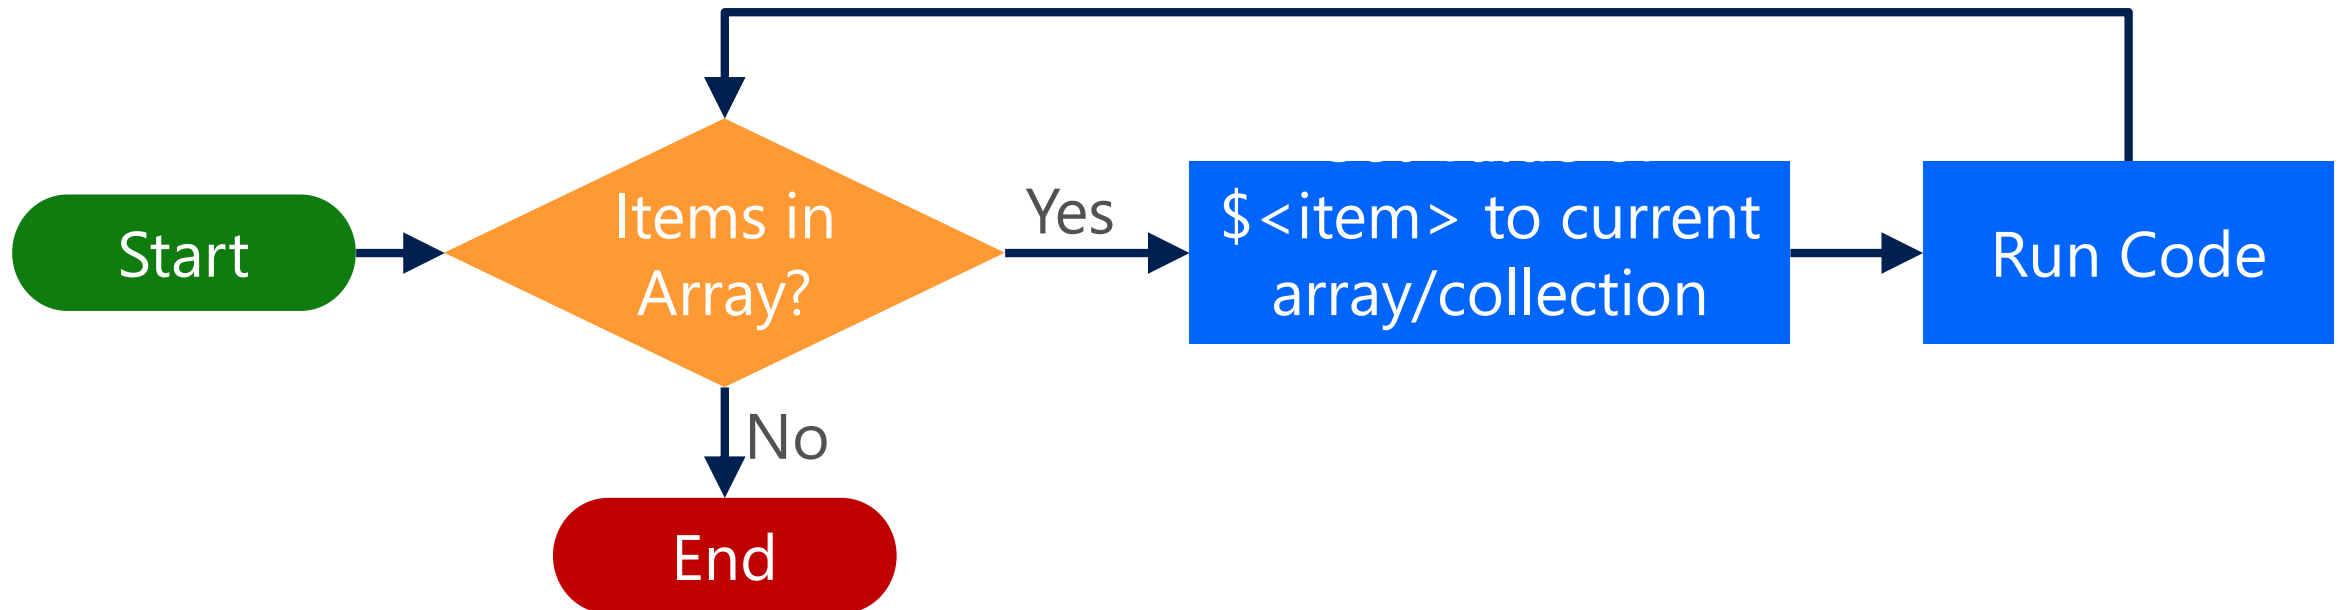 Start
Items in
Array?
Yes
$<item> to current
array/collection
Run Code
No
End